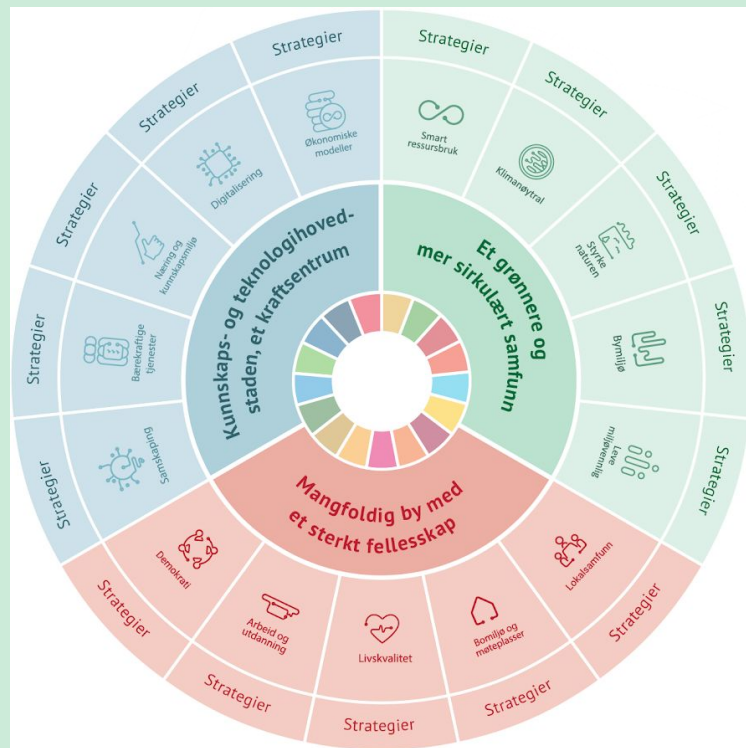 Strategier
Strategier
Strategier
Strategier
Strategier
Smart
ressursbruk
Klimanøytral
Styrke
naturen
Bymiljø
Leve
miljøvennlig
Et grønnere og
mer sirkulært samfunn
Strategier
Strategier
Strategier
Strategier
Strategier
Lokalsamfunn
Bomiljø og
møteplasser
Livskvalitet
Arbeid og
utdanning
Demokrati
Mangfoldig by med
et sterkt fellesskap
Strategier
Strategier
Strategier
Strategier
Strategier
Samskaping
Bærekraftige
tjenester
Næring og
kunnskapsmiljø
Digitalisering
Økonomiske
modeller
Kunnskaps- og teknologihoved-
staden, et kraftsentrum